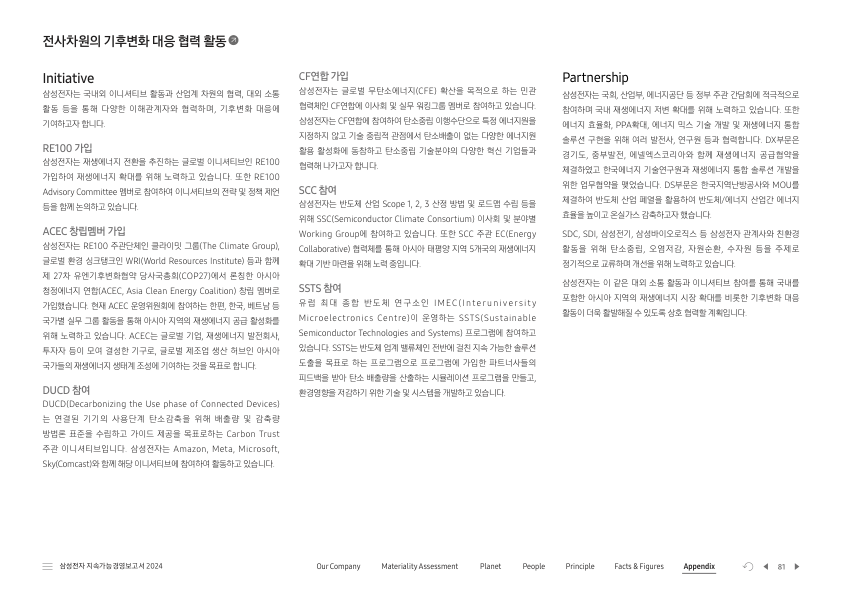 전사차원의 기후변화 대응 협력 활동
Initiative
삼성전자는 국내외 이니셔티브 활동과 산업계 차원의 협력, 대외 소통
활동 등을 통해 다양한 이해관계자와 협력하며, 기후변화 대응에
기여하고자 합니다.
RE100 가입
삼성전자는 재생에너지 전환을 추진하는 글로벌 이니셔티브인 RE100
가입하여 재생에너지 확대를 위해 노력하고 있습니다. 또한 RE100
Advisory Committee 멤버로 참여하여 이니셔티브의 전략 및 정책 제언
등을 함께 논의하고 있습니다.
ACEC 창립멤버 가입
삼성전자는 RE100 주관단체인 클라이밋 그룹(The Climate Group),
글로벌 환경 싱크탱크인 WRI(World Resources Institute) 등과 함께
제 27차 유엔기후변화협약 당사국총회(COP27)에서 론칭한 아시아
청정에너지 연합(ACEC, Asia Clean Energy Coalition) 창립 멤버로
가입했습니다. 현재 ACEC 운영위원회에 참여하는 한편, 한국, 베트남 등
국가별 실무 그룹 활동을 통해 아시아 지역의 재생에너지 공급 활성화를
위해 노력하고 있습니다. ACEC는 글로벌 기업, 재생에너지 발전회사,
투자자 등이 모여 결성한 기구로, 글로벌 제조업 생산 허브인 아시아
국가들의 재생에너지 생태계 조성에 기여하는 것을 목표로 합니다.
DUCD 참여
DUCD(Decarbonizing the Use phase of Connected Devices)
는 연결된 기기의 사용단계 탄소감축을 위해 배출량 및 감축량
방법론 표준을 수립하고 가이드 제공을 목표로하는 Carbon Trust
주관 이니셔티브입니다. 삼성전자는 Amazon, Meta, Microsoft,
Sky(Comcast)와 함께 해당 이니셔티브에 참여하여 활동하고 있습니다.
CF연합 가입
삼성전자는 글로벌 무탄소에너지(CFE) 확산을 목적으로 하는 민관
협력체인 CF연합에 이사회 및 실무 워킹그룹 멤버로 참여하고 있습니다.
삼성전자는 CF연합에 참여하여 탄소중립 이행수단으로 특정 에너지원을
지정하지 않고 기술 중립적 관점에서 탄소배출이 없는 다양한 에너지원
활용 활성화에 동참하고 탄소중립 기술분야의 다양한 혁신 기업들과
협력해 나가고자 합니다.
SCC 참여
삼성전자는 반도체 산업 Scope 1, 2, 3 산정 방법 및 로드맵 수립 등을
위해 SSC(Semiconductor Climate Consortium) 이사회 및 분야별
Working Group에 참여하고 있습니다. 또한 SCC 주관 EC(Energy
Collaborative) 협력체를 통해 아시아 태평양 지역 5개국의 재생에너지
확대 기반 마련을 위해 노력 중입니다.
SSTS 참여
유럽 최대 종합 반도체 연구소인 IMEC(Interuniversity
Microelectronics Centre)이 운영하는 SSTS(Sustainable
Semiconductor Technologies and Systems) 프로그램에 참여하고
있습니다. SSTS는 반도체 업계 밸류체인 전반에 걸친 지속 가능한 솔루션
도출을 목표로 하는 프로그램으로 프로그램에 가입한 파트너사들의
피드백을 받아 탄소 배출량을 산출하는 시뮬레이션 프로그램을 만들고,
환경영향을 저감하기 위한 기술 및 시스템을 개발하고 있습니다.
Partnership
삼성전자는 국회, 산업부, 에너지공단 등 정부 주관 간담회에 적극적으로
참여하며 국내 재생에너지 저변 확대를 위해 노력하고 있습니다. 또한
에너지 효율화, PPA확대, 에너지 믹스 기술 개발 및 재생에너지 통합
솔루션 구현을 위해 여러 발전사, 연구원 등과 협력합니다. DX부문은
경기도, 중부발전, 에넬엑스코리아와 함께 재생에너지 공급협약을
체결하였고 한국에너지 기술연구원과 재생에너지 통합 솔루션 개발을
위한 업무협약을 맺었습니다. DS부문은 한국지역난방공사와 MOU를
체결하여 반도체 산업 폐열을 활용하여 반도체/에너지 산업간 에너지
효율을 높이고 온실가스 감축하고자 했습니다.
SDC, SDI, 삼성전기, 삼성바이오로직스 등 삼성전자 관계사와 친환경
활동을 위해 탄소중립, 오염저감, 자원순환, 수자원 등을 주제로
정기적으로 교류하며 개선을 위해 노력하고 있습니다.
삼성전자는 이 같은 대외 소통 활동과 이니셔티브 참여를 통해 국내를
포함한 아시아 지역의 재생에너지 시장 확대를 비롯한 기후변화 대응
활동이 더욱 활발해질 수 있도록 상호 협력할 계획입니다.
삼성전자 지속가능경영보고서 2024
Our Company
Materiality Assessment
Planet
People
Principle
Facts & Figures
Appendix
81